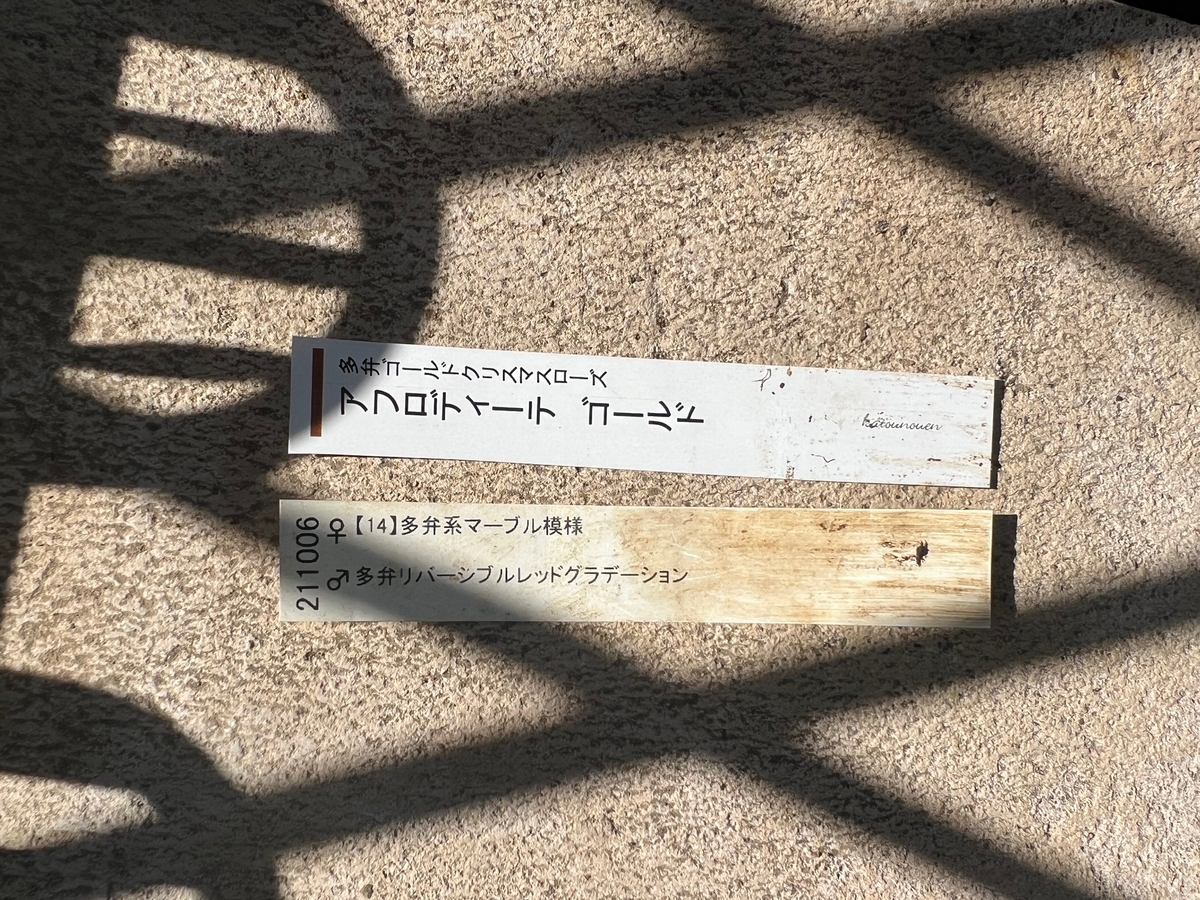 多弁ゴールドクリスマスローズ
アフロディーテ ゴールド
katounouen
211006
♀【14】多弁系マーブル模様
♂多弁リバーシブルレッドグラデーション